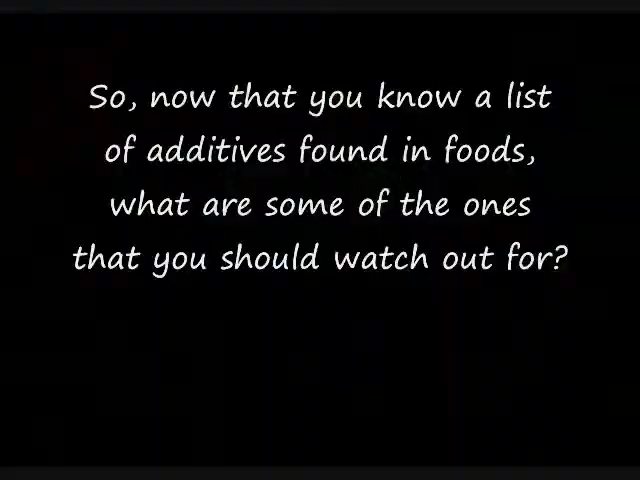 So, now that you know a list
of additives found in foods,
what are some of the ones
that you should watch out for?